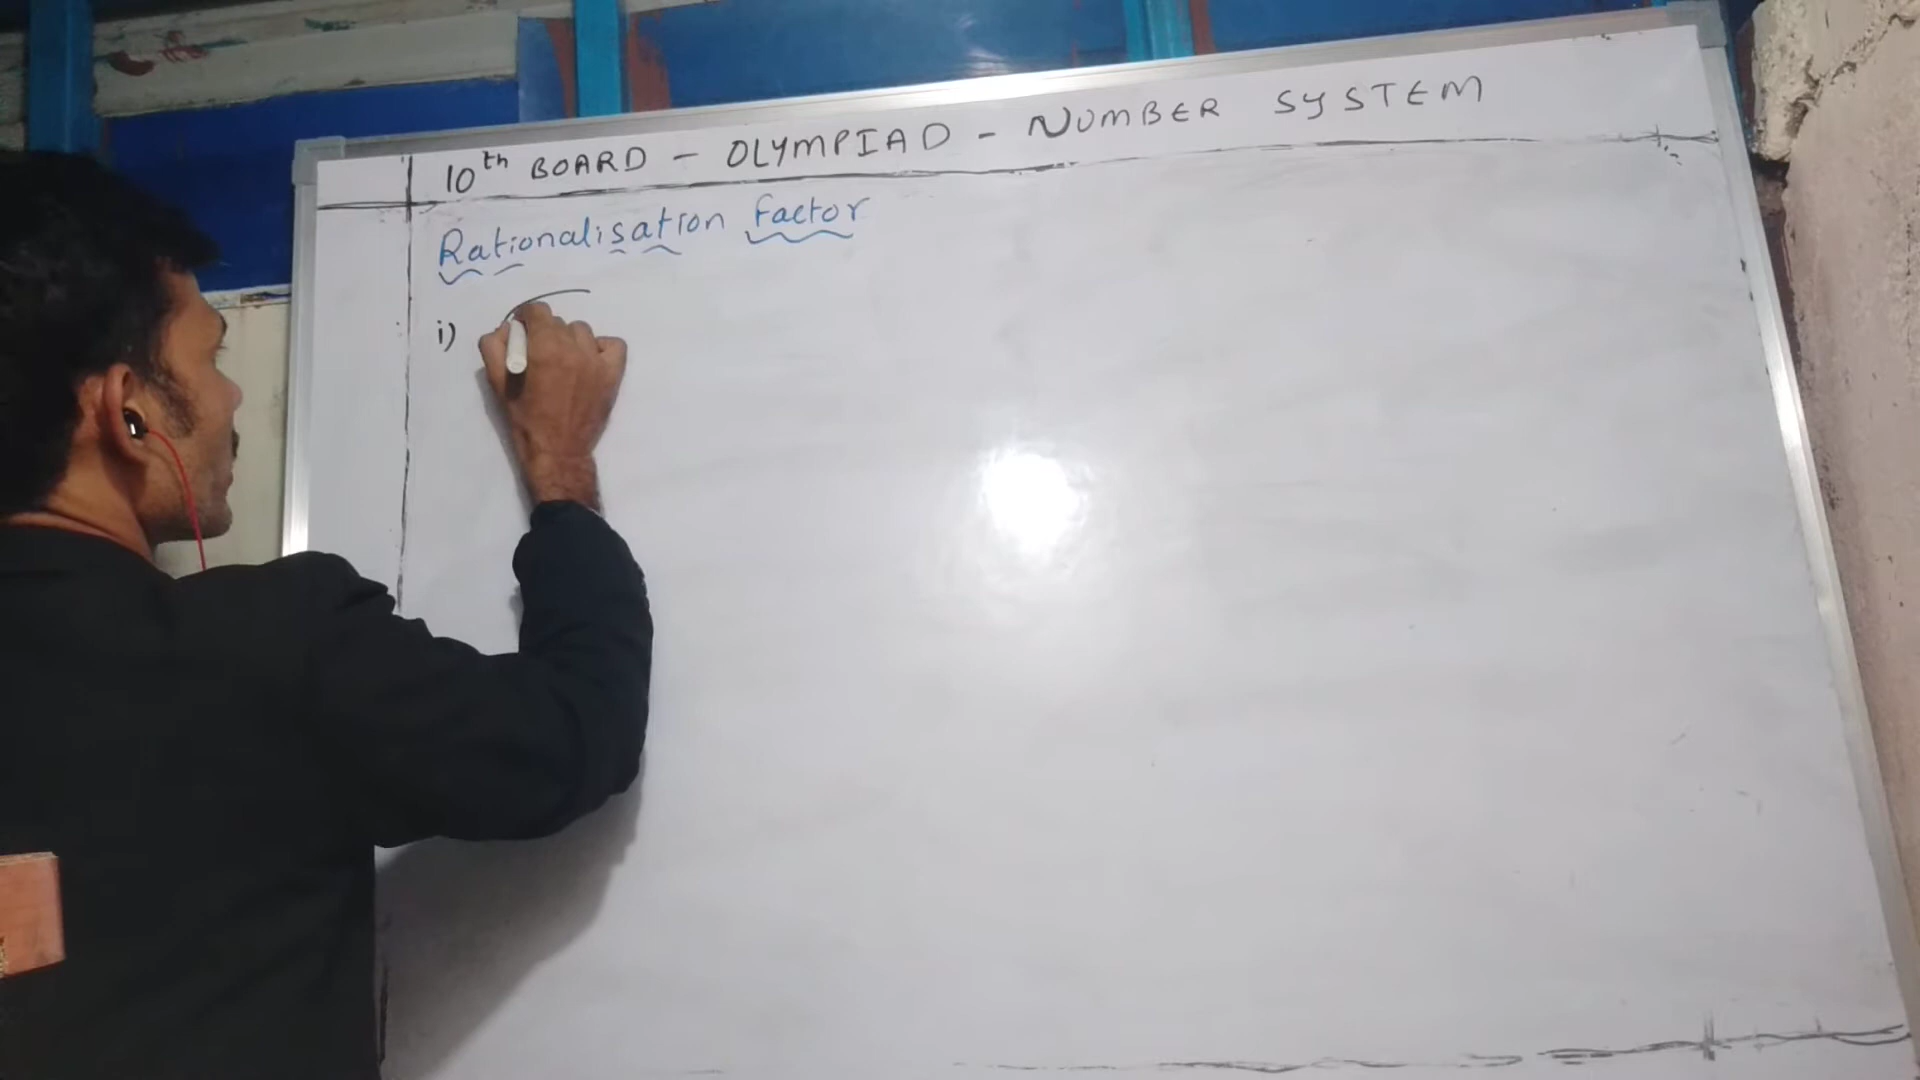 10th BOARD - OLYMPIAD - NUMBER SYSTEM
Rationalisation factor
i)